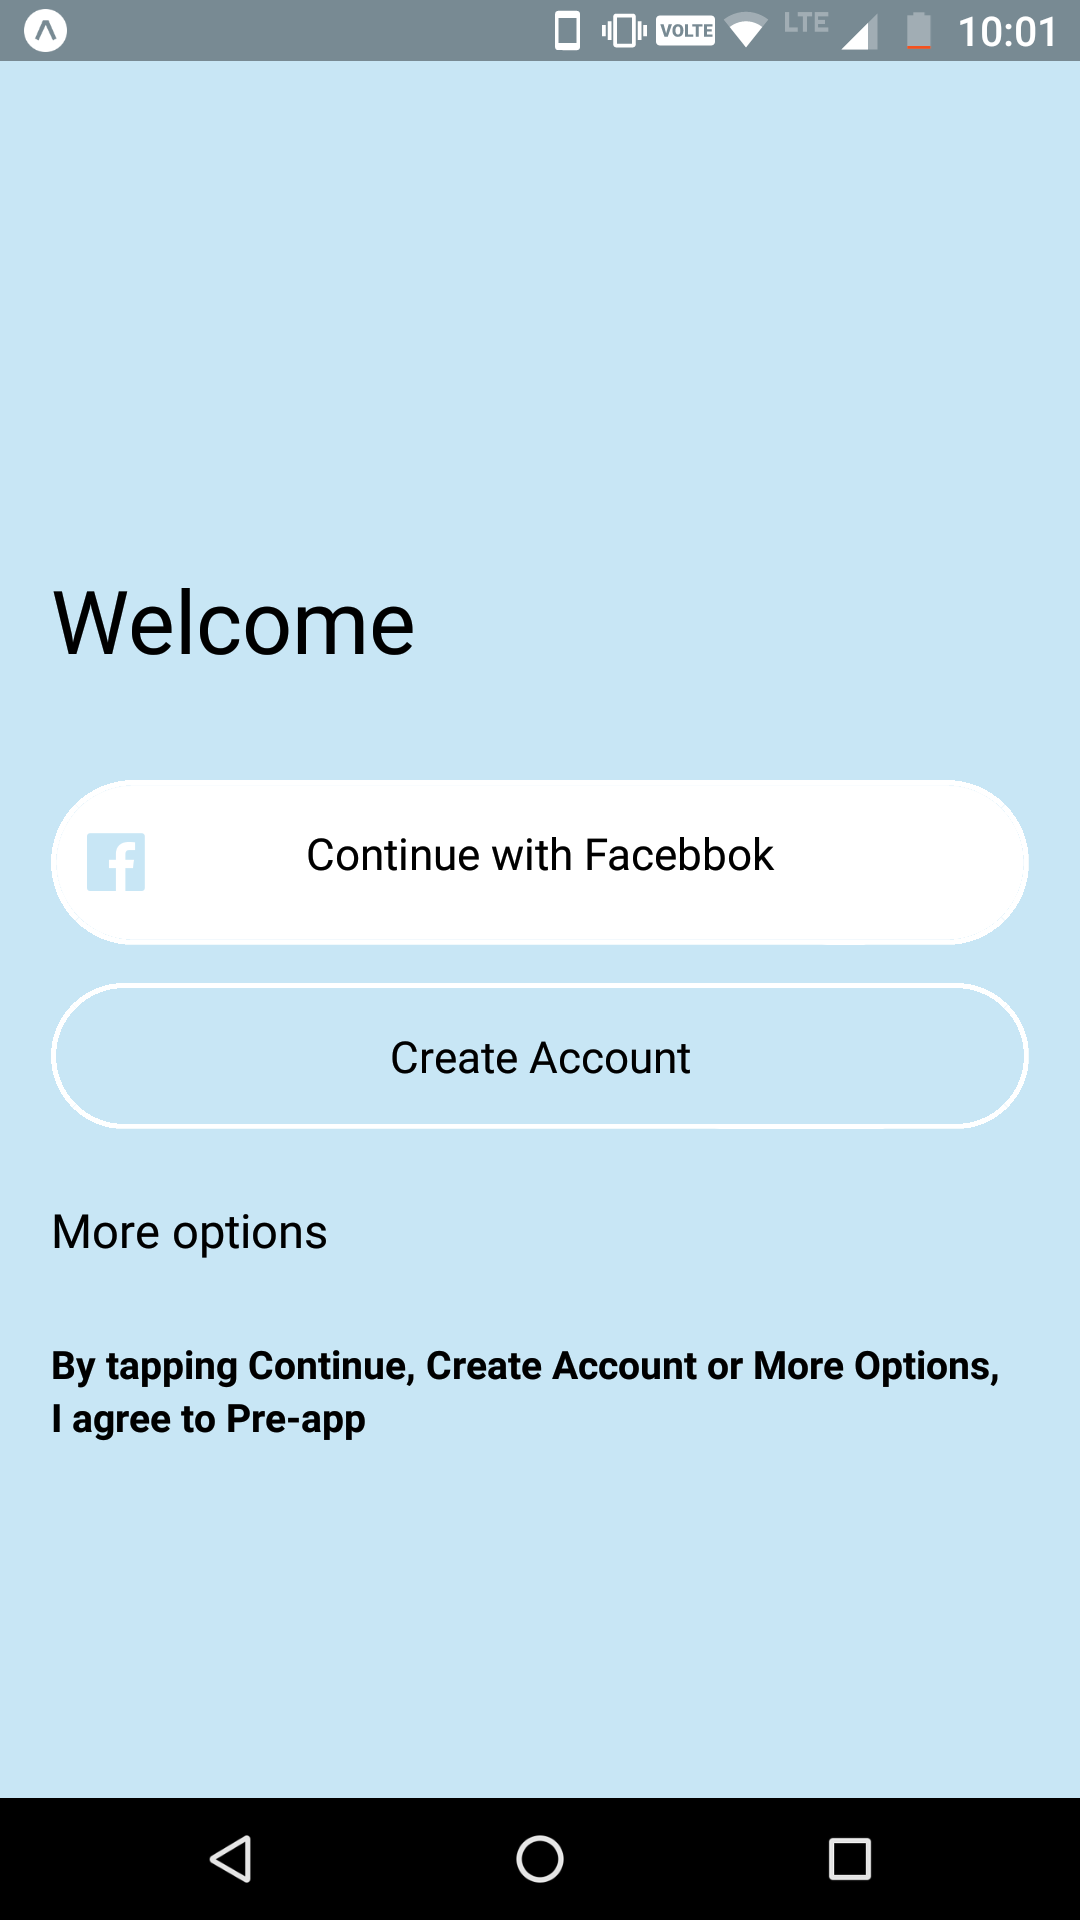 VOLTE LTE 10:01
Welcome
Continue with Facebbok
Create Account
More options
By tapping Continue, Create Account or More Options,
I agree to Pre-app